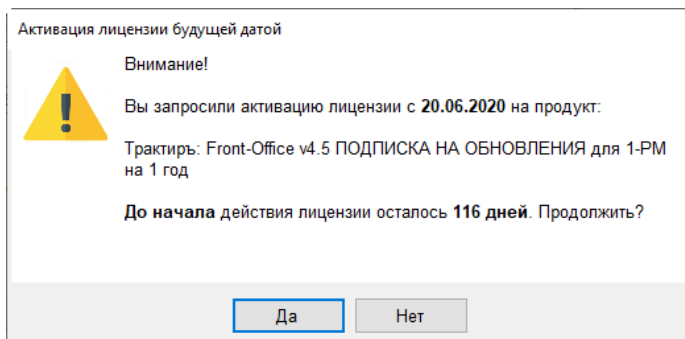 Активация лицензии будущей датой
Внимание!
Вы запросили активацию лицензии с 20.06.2020 на продукт:
Трактиръ: Front-Office v4.5 ПОДПИСКА НА ОБНОВЛЕНИЯ для 1-РМ
на 1 год
До начала действия лицензии осталось 116 дней. Продолжить?
Да
Нет